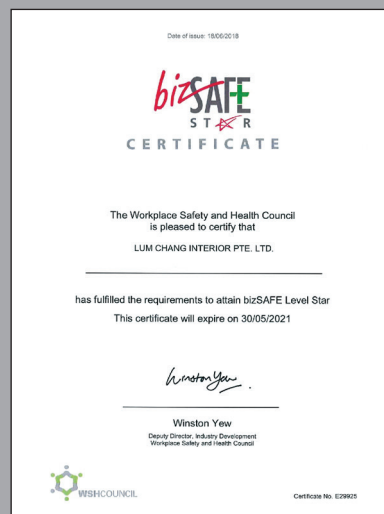 Date of issue: 18/06/2018
bizSAFE
STAR
CERTIFICATE
The Workplace Safety and Health Council
is pleased to certify that
LUM CHANG INTERIOR PTE. LTD.
has fulfilled the requirements to attain bizSAFE Level Star
This certificate will expire on 30/05/2021
Winston Yew
Winston Yew
Deputy Director, Industry Development
Workplace Safety and Health Council
WSHCOUNCIL
Certificate No. E29925